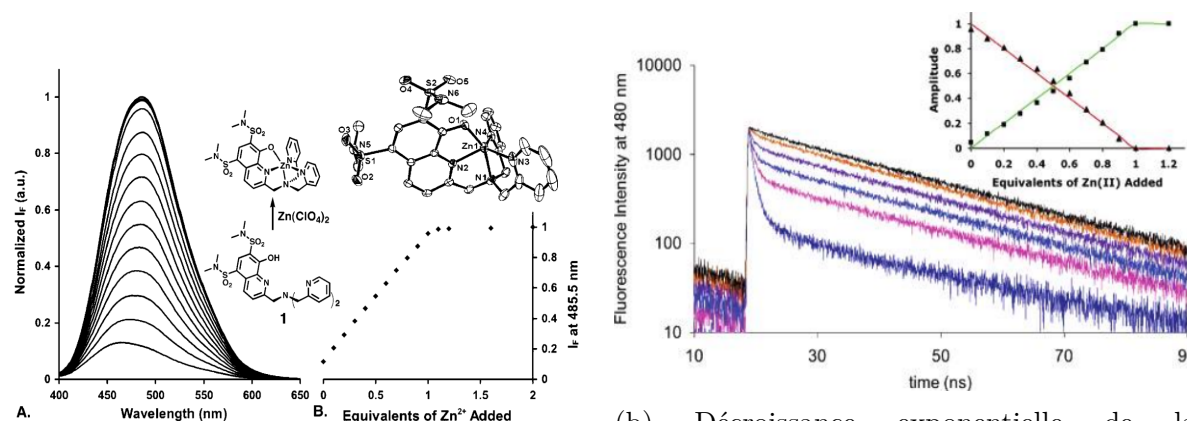 Normalized I_F (a.u.)
1
0.8
0.6
0.4
0.2
0
400 450 500 550 600 650
Wavelength (nm)
A.
N SO₂
O
N
SO₂
N
Zn
N
N
Zn(ClO₄)₂
N SO₂
OH
N
SO₂
N
N
N
2
1
O4
S2
O5
N6
O1
O3
N5
S1
O2
N4
Zn1
N3
N2
N1
1
0.8
0.6
0.4
0.2
0
I_F at 485.5 nm
0 0.5 1 1.5 2
B.
Equivalents of Zn²⁺ Added
Fluorescence Intensity at 480 nm
10000
1000
100
10
10 30 50 70
time (ns)
Amplitude
1
0.8
0.6
0.4
0.2
0
0 0.2 0.4 0.6 0.8 1.0 1.2
Equivalents of Zn(II) Added
(b) Décroissance exponentielle de